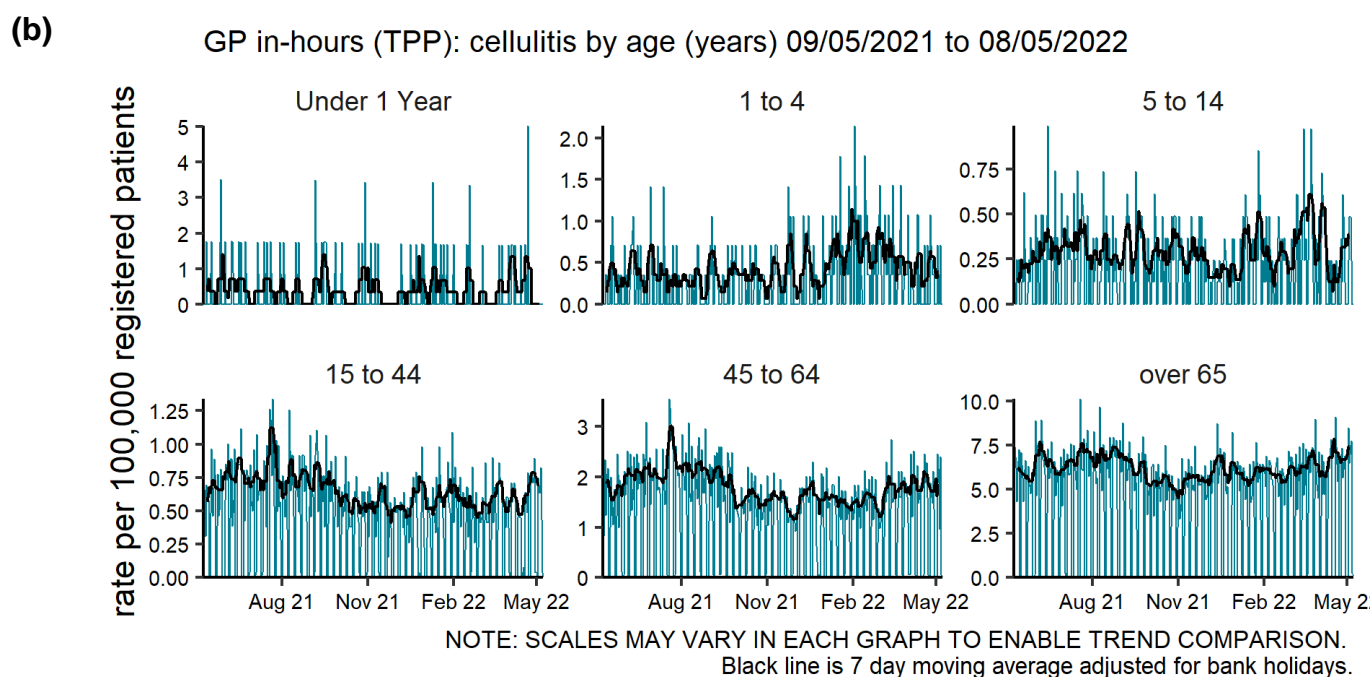 (b)
GP in-hours (TPP): cellulitis by age (years) 09/05/2021 to 08/05/2022
rate per 100,000 registered patients
Under 1 Year
5
4
3
2
1
0
1 to 4
2.0
1.5
1.0
0.5
0.0
5 to 14
0.75
0.50
0.25
0.00
15 to 44
1.25
1.00
0.75
0.50
0.25
0.00
Aug 21 Nov 21 Feb 22 May 22
45 to 64
3
2
1
0
Aug 21 Nov 21 Feb 22 May 22
over 65
10.0
7.5
5.0
2.5
0.0
Aug 21 Nov 21 Feb 22 May 2
NOTE: SCALES MAY VARY IN EACH GRAPH TO ENABLE TREND COMPARISON.
Black line is 7 day moving average adjusted for bank holidays.